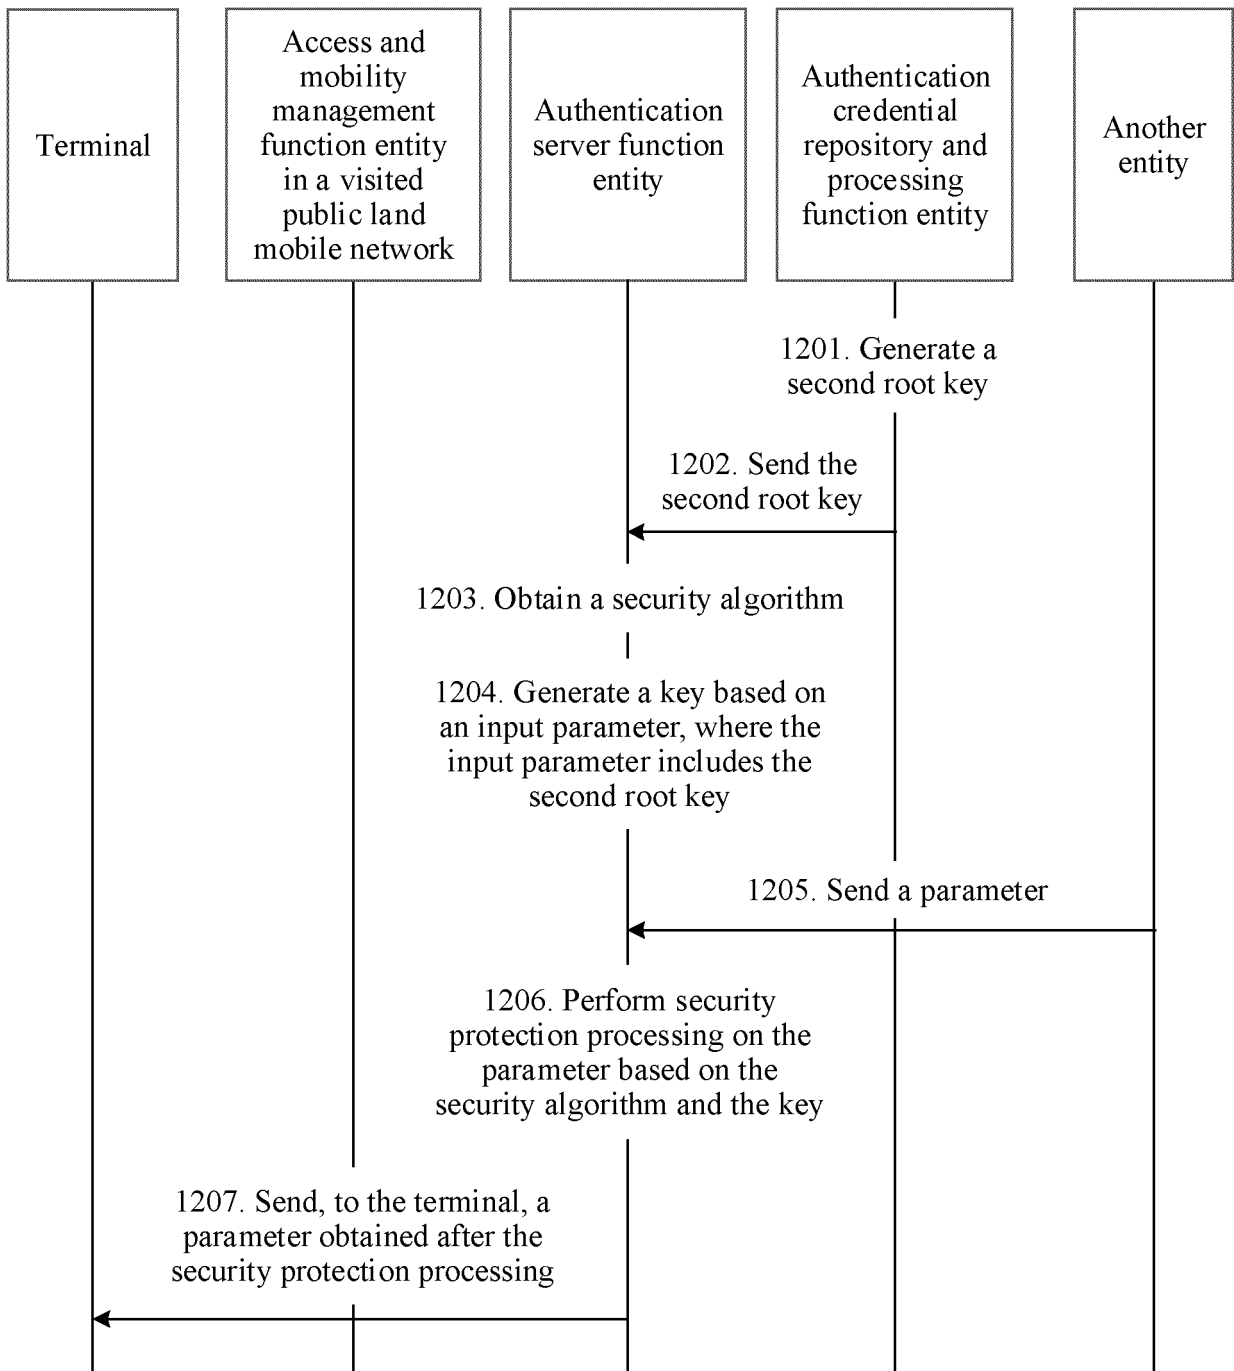 Terminal
Access and
mobility
management
function entity
in a visited
public land
mobile network
Authentication
server function
entity
Authentication
credential
repository and
processing
function entity
Another
entity
1201. Generate a
second root key
1202. Send the
second root key
1203. Obtain a security algorithm
1204. Generate a key based on
an input parameter, where the
input parameter includes the
second root key
1205. Send a parameter
1206. Perform security
protection processing on the
parameter based on the
security algorithm and the key
1207. Send, to the terminal, a
parameter obtained after the
security protection processing